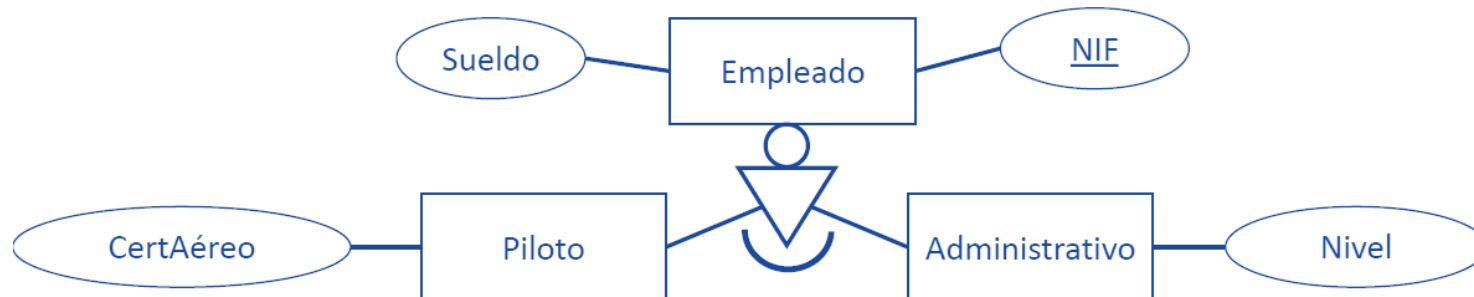 Sueldo
Empleado
NIF
CertAéreo
Piloto
Administrativo
Nivel